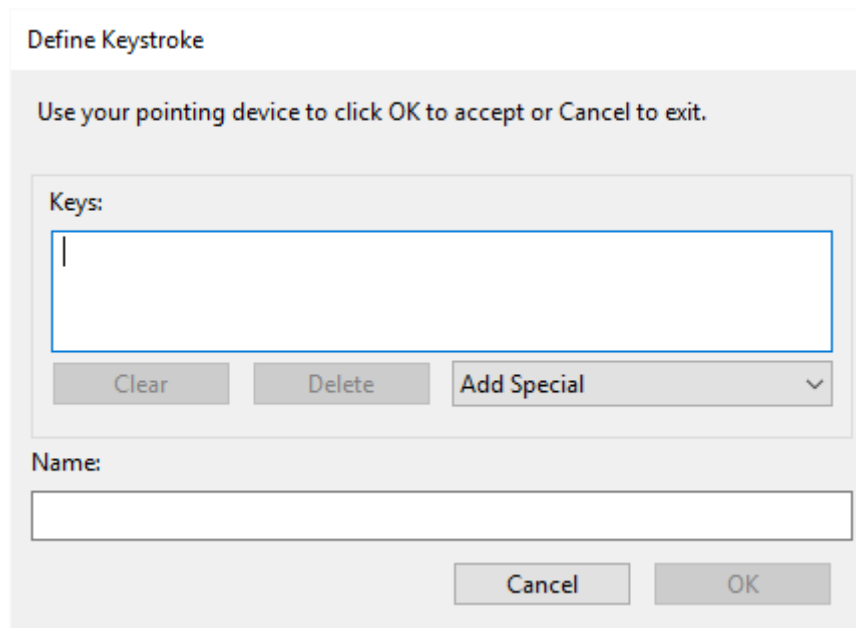 Define Keystroke
Use your pointing device to click OK to accept or Cancel to exit.
Keys:
Clear Delete Add Special
Name:
Cancel OK